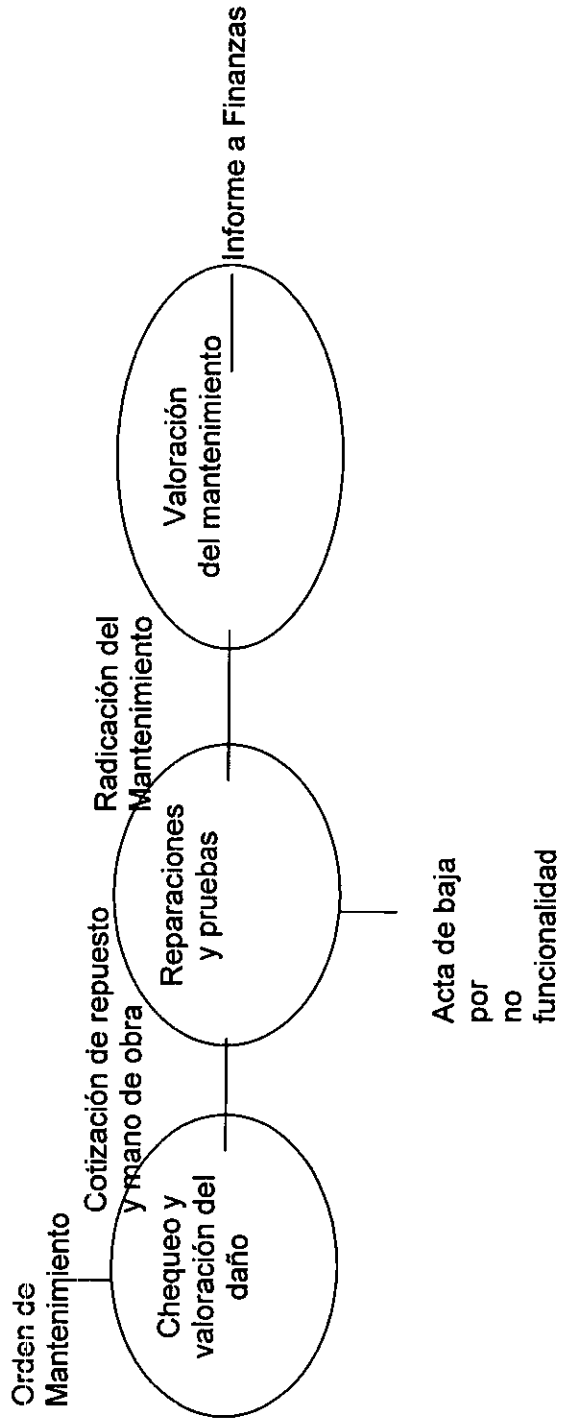 Orden de
Mantenimiento
Chequeo y
valoración del
daño
Cotización de repuesto
y mano de obra
Reparaciones
y pruebas
Acta de baja
por
no
funcionalidad
Radicación del
Mantenimiento
Valoración
del mantenimiento
Informe a Finanzas